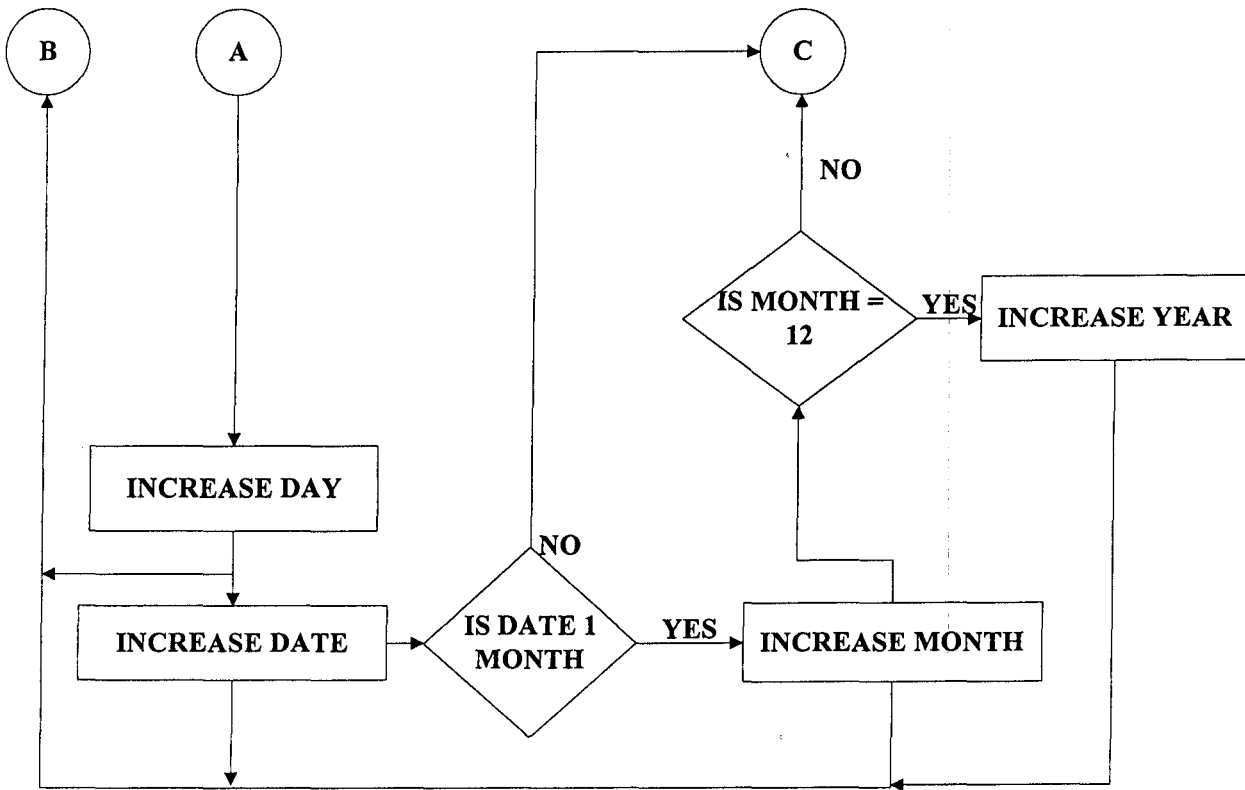 B
A
C
NO
IS MONTH =
12
YES
INCREASE YEAR
INCREASE DAY
NO
INCREASE DATE
IS DATE 1
MONTH
YES
INCREASE MONTH